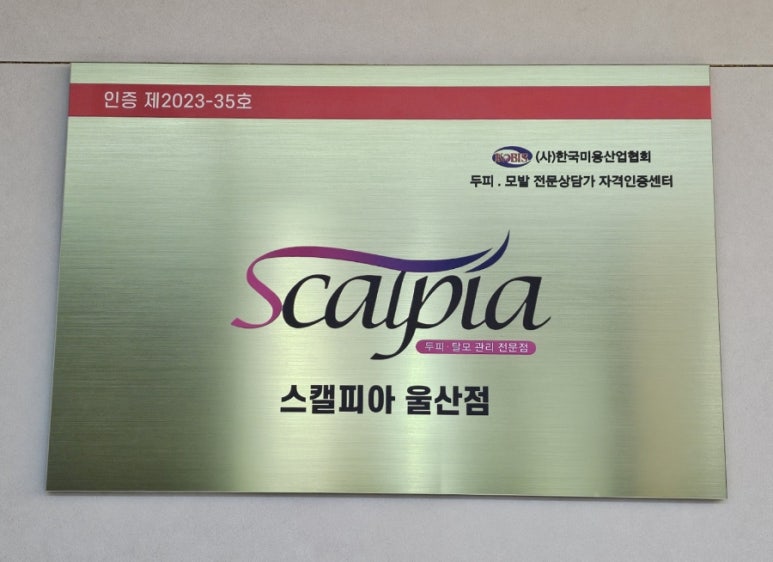 인증 제2023-35호
KOBIA (사)한국미용산업협회
두피 . 모발 전문상담가 자격인증센터
Scalpia
두피·탈모 관리 전문점
스캘피아 울산점